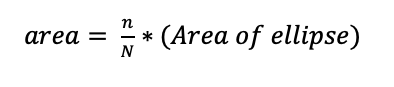 area = n/N * (Area of ellipse)